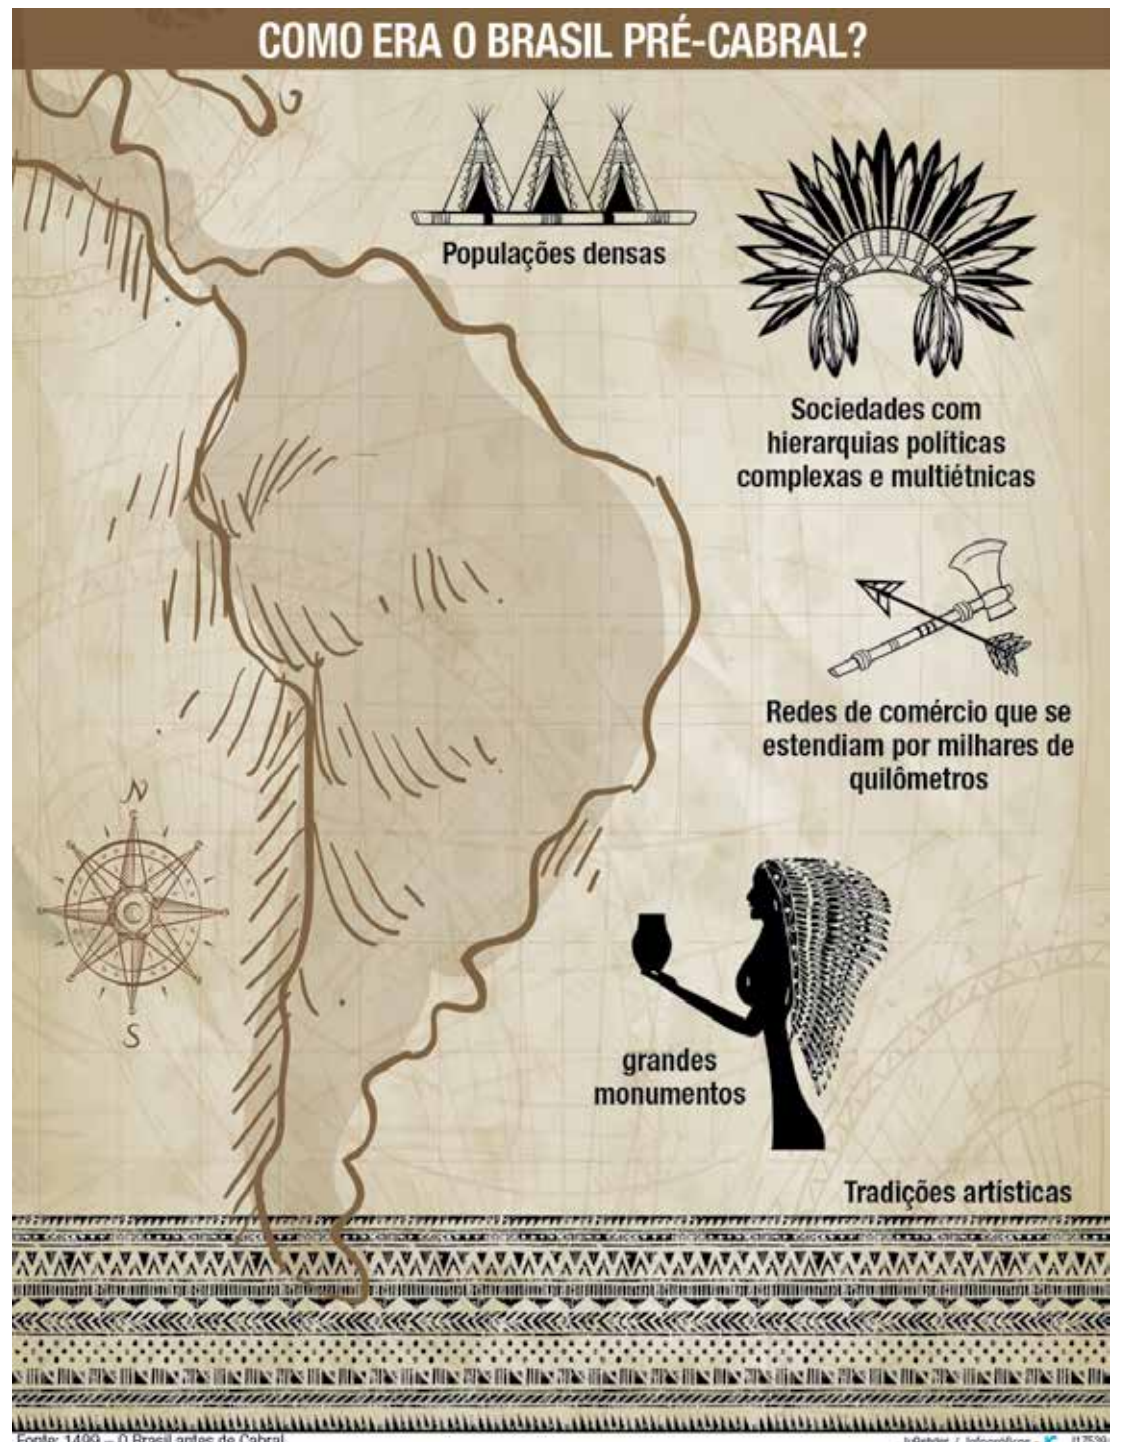 COMO ERA O BRASIL PRÉ-CABRAL?
Populações densas
Sociedades com
hierarquias políticas
complexas e multiétnicas
Redes de comércio que se
estendiam por milhares de
quilômetros
N
S
grandes
monumentos
Tradições artísticas
Fonte: 1499 – O Brasil antes de Cabral